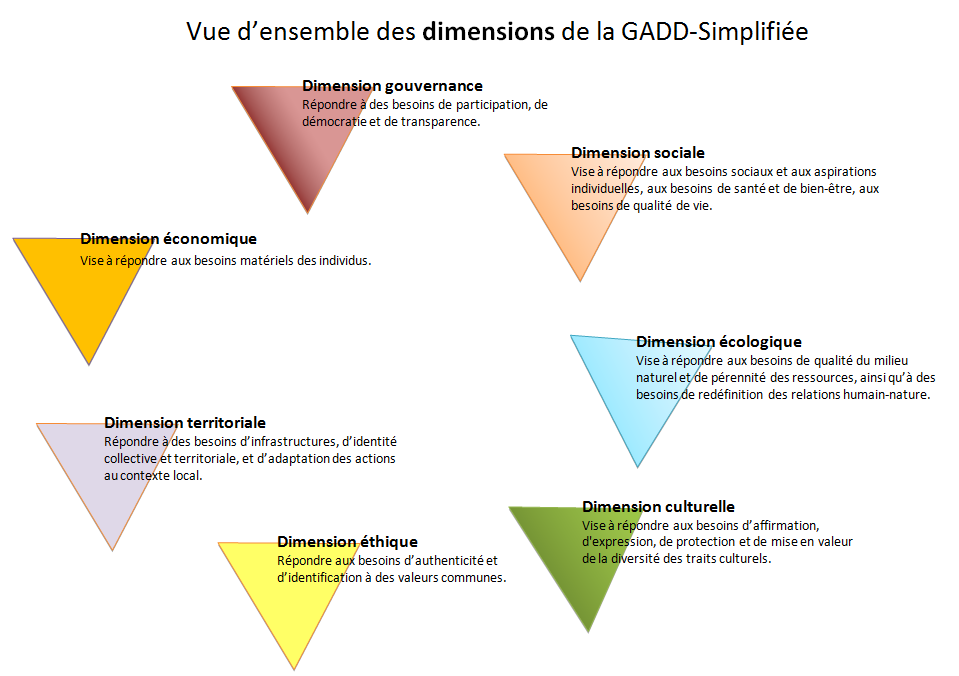 Vue d’ensemble des dimensions de la GADD-Simplifiée
Dimension gouvernance
Répondre à des besoins de participation, de
démocratie et de transparence.
Dimension sociale
Vise à répondre aux besoins sociaux et aux aspirations
individuelles, aux besoins de santé et de bien-être, aux
besoins de qualité de vie.
Dimension économique
Vise à répondre aux besoins matériels des individus.
Dimension écologique
Vise à répondre aux besoins de qualité du milieu
naturel et de pérennité des ressources, ainsi qu’à des
besoins de redéfinition des relations humain-nature.
Dimension territoriale
Répondre à des besoins d’infrastructures, d’identité
collective et territoriale, et d’adaptation des actions
au contexte local.
Dimension culturelle
Vise à répondre aux besoins d’affirmation,
d'expression, de protection et de mise en valeur
de la diversité des traits culturels.
Dimension éthique
Répondre aux besoins d’authenticité et
d’identification à des valeurs communes.